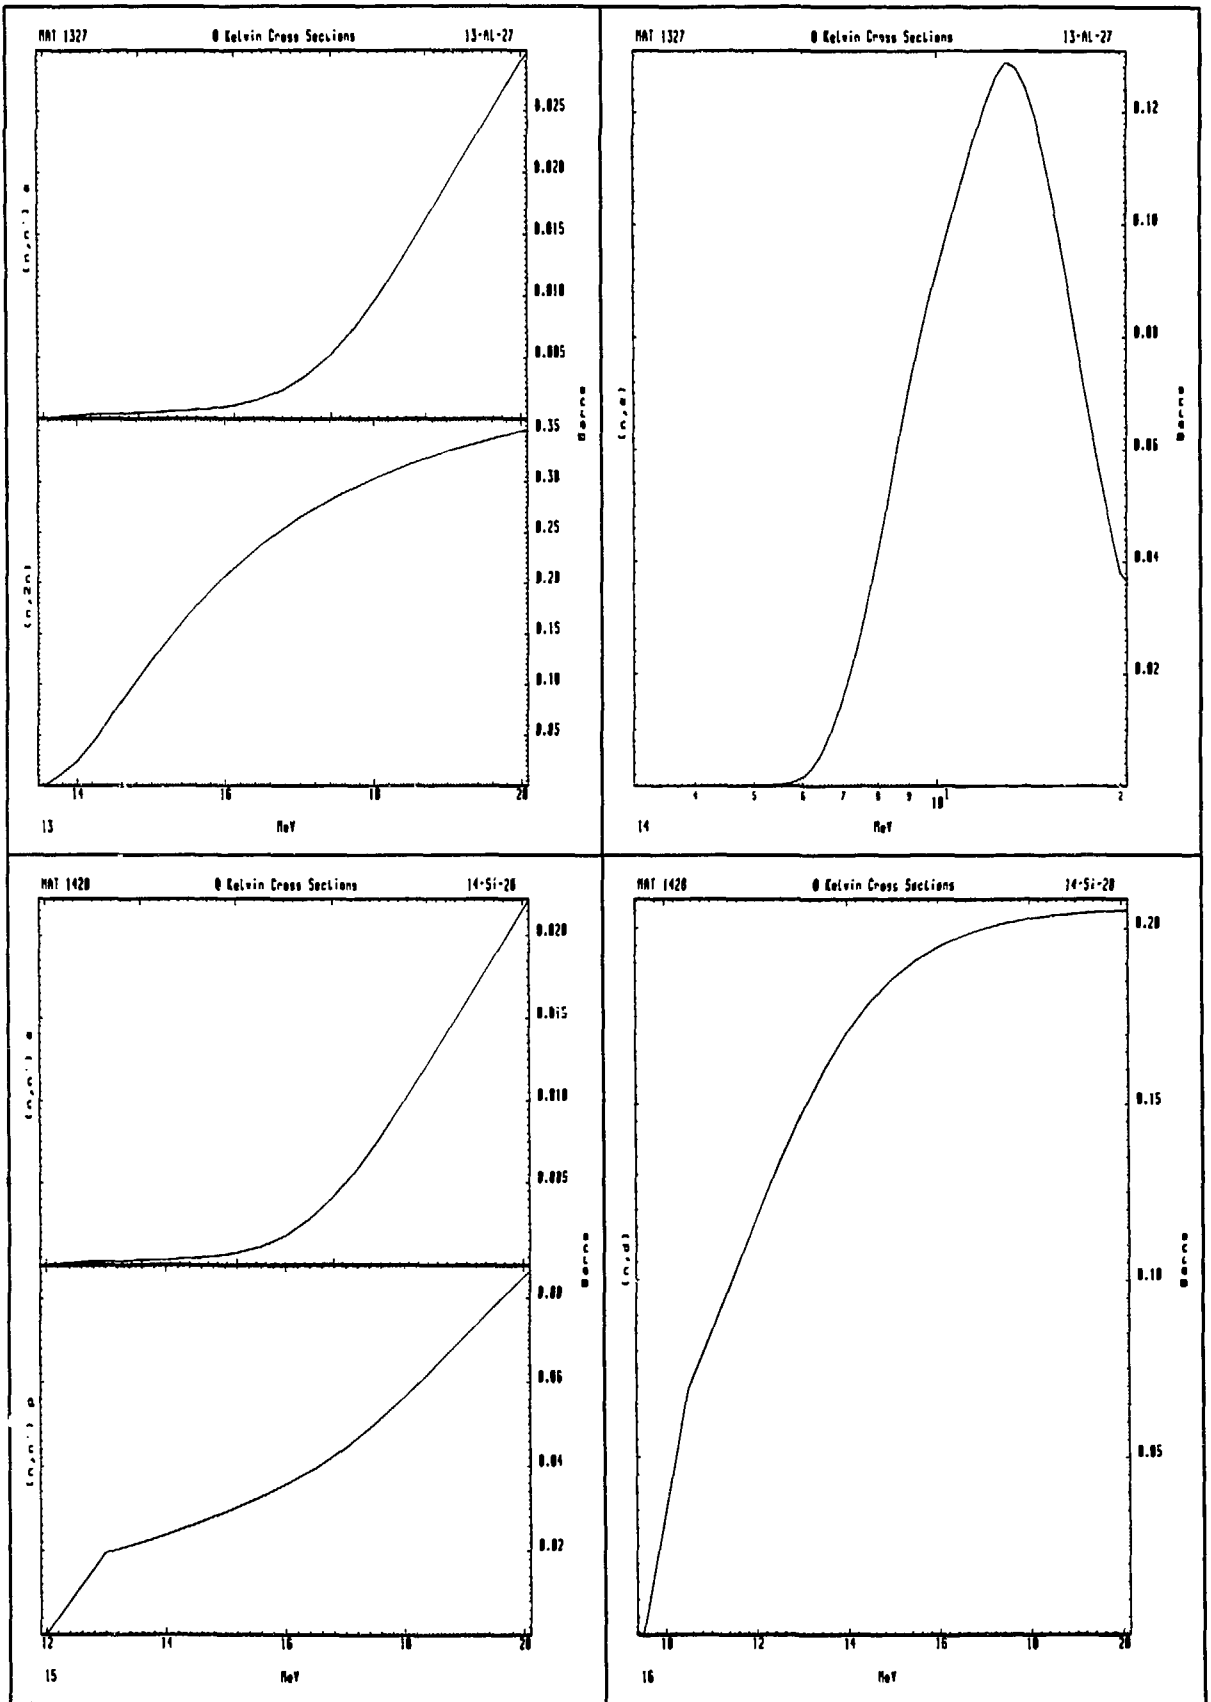 MAT 1327 0 Kelvin Cross Sections 13-AL-27
0.025
0.020
0.015
0.010
0.005
(n,n')
Barns
0.35
0.30
0.25
0.20
0.15
0.10
0.05
(n,2n)
14 16 18 20
13 MeV
MAT 1327 0 Kelvin Cross Sections 13-AL-27
0.12
0.10
0.08
0.06
0.04
0.02
Barns
4 5 6 7 8 9 10¹ 2
14 MeV
MAT 1428 0 Kelvin Cross Sections 14-Si-28
0.020
0.015
0.010
0.005
(n,n')
Barns
0.08
0.06
0.04
0.02
(n,n') p
12 14 16 18 20
15 MeV
MAT 1428 0 Kelvin Cross Sections 14-Si-28
0.20
0.15
0.10
0.05
(n,d)
Barns
10 12 14 16 18 20
16 MeV